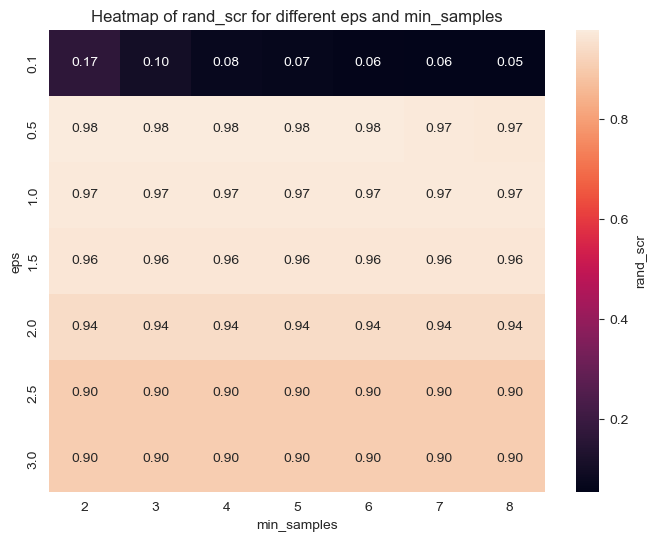 Heatmap of rand_scr for different eps and min_samples
0.1 0.17 0.10 0.08 0.07 0.06 0.06 0.05
0.5 0.98 0.98 0.98 0.98 0.98 0.97 0.97
1.0 0.97 0.97 0.97 0.97 0.97 0.97 0.97
1.5 0.96 0.96 0.96 0.96 0.96 0.96 0.96
2.0 0.94 0.94 0.94 0.94 0.94 0.94 0.94
2.5 0.90 0.90 0.90 0.90 0.90 0.90 0.90
3.0 0.90 0.90 0.90 0.90 0.90 0.90 0.90
eps
2 3 4 5 6 7 8
min_samples
0.8
0.6
0.4
0.2
rand_scr